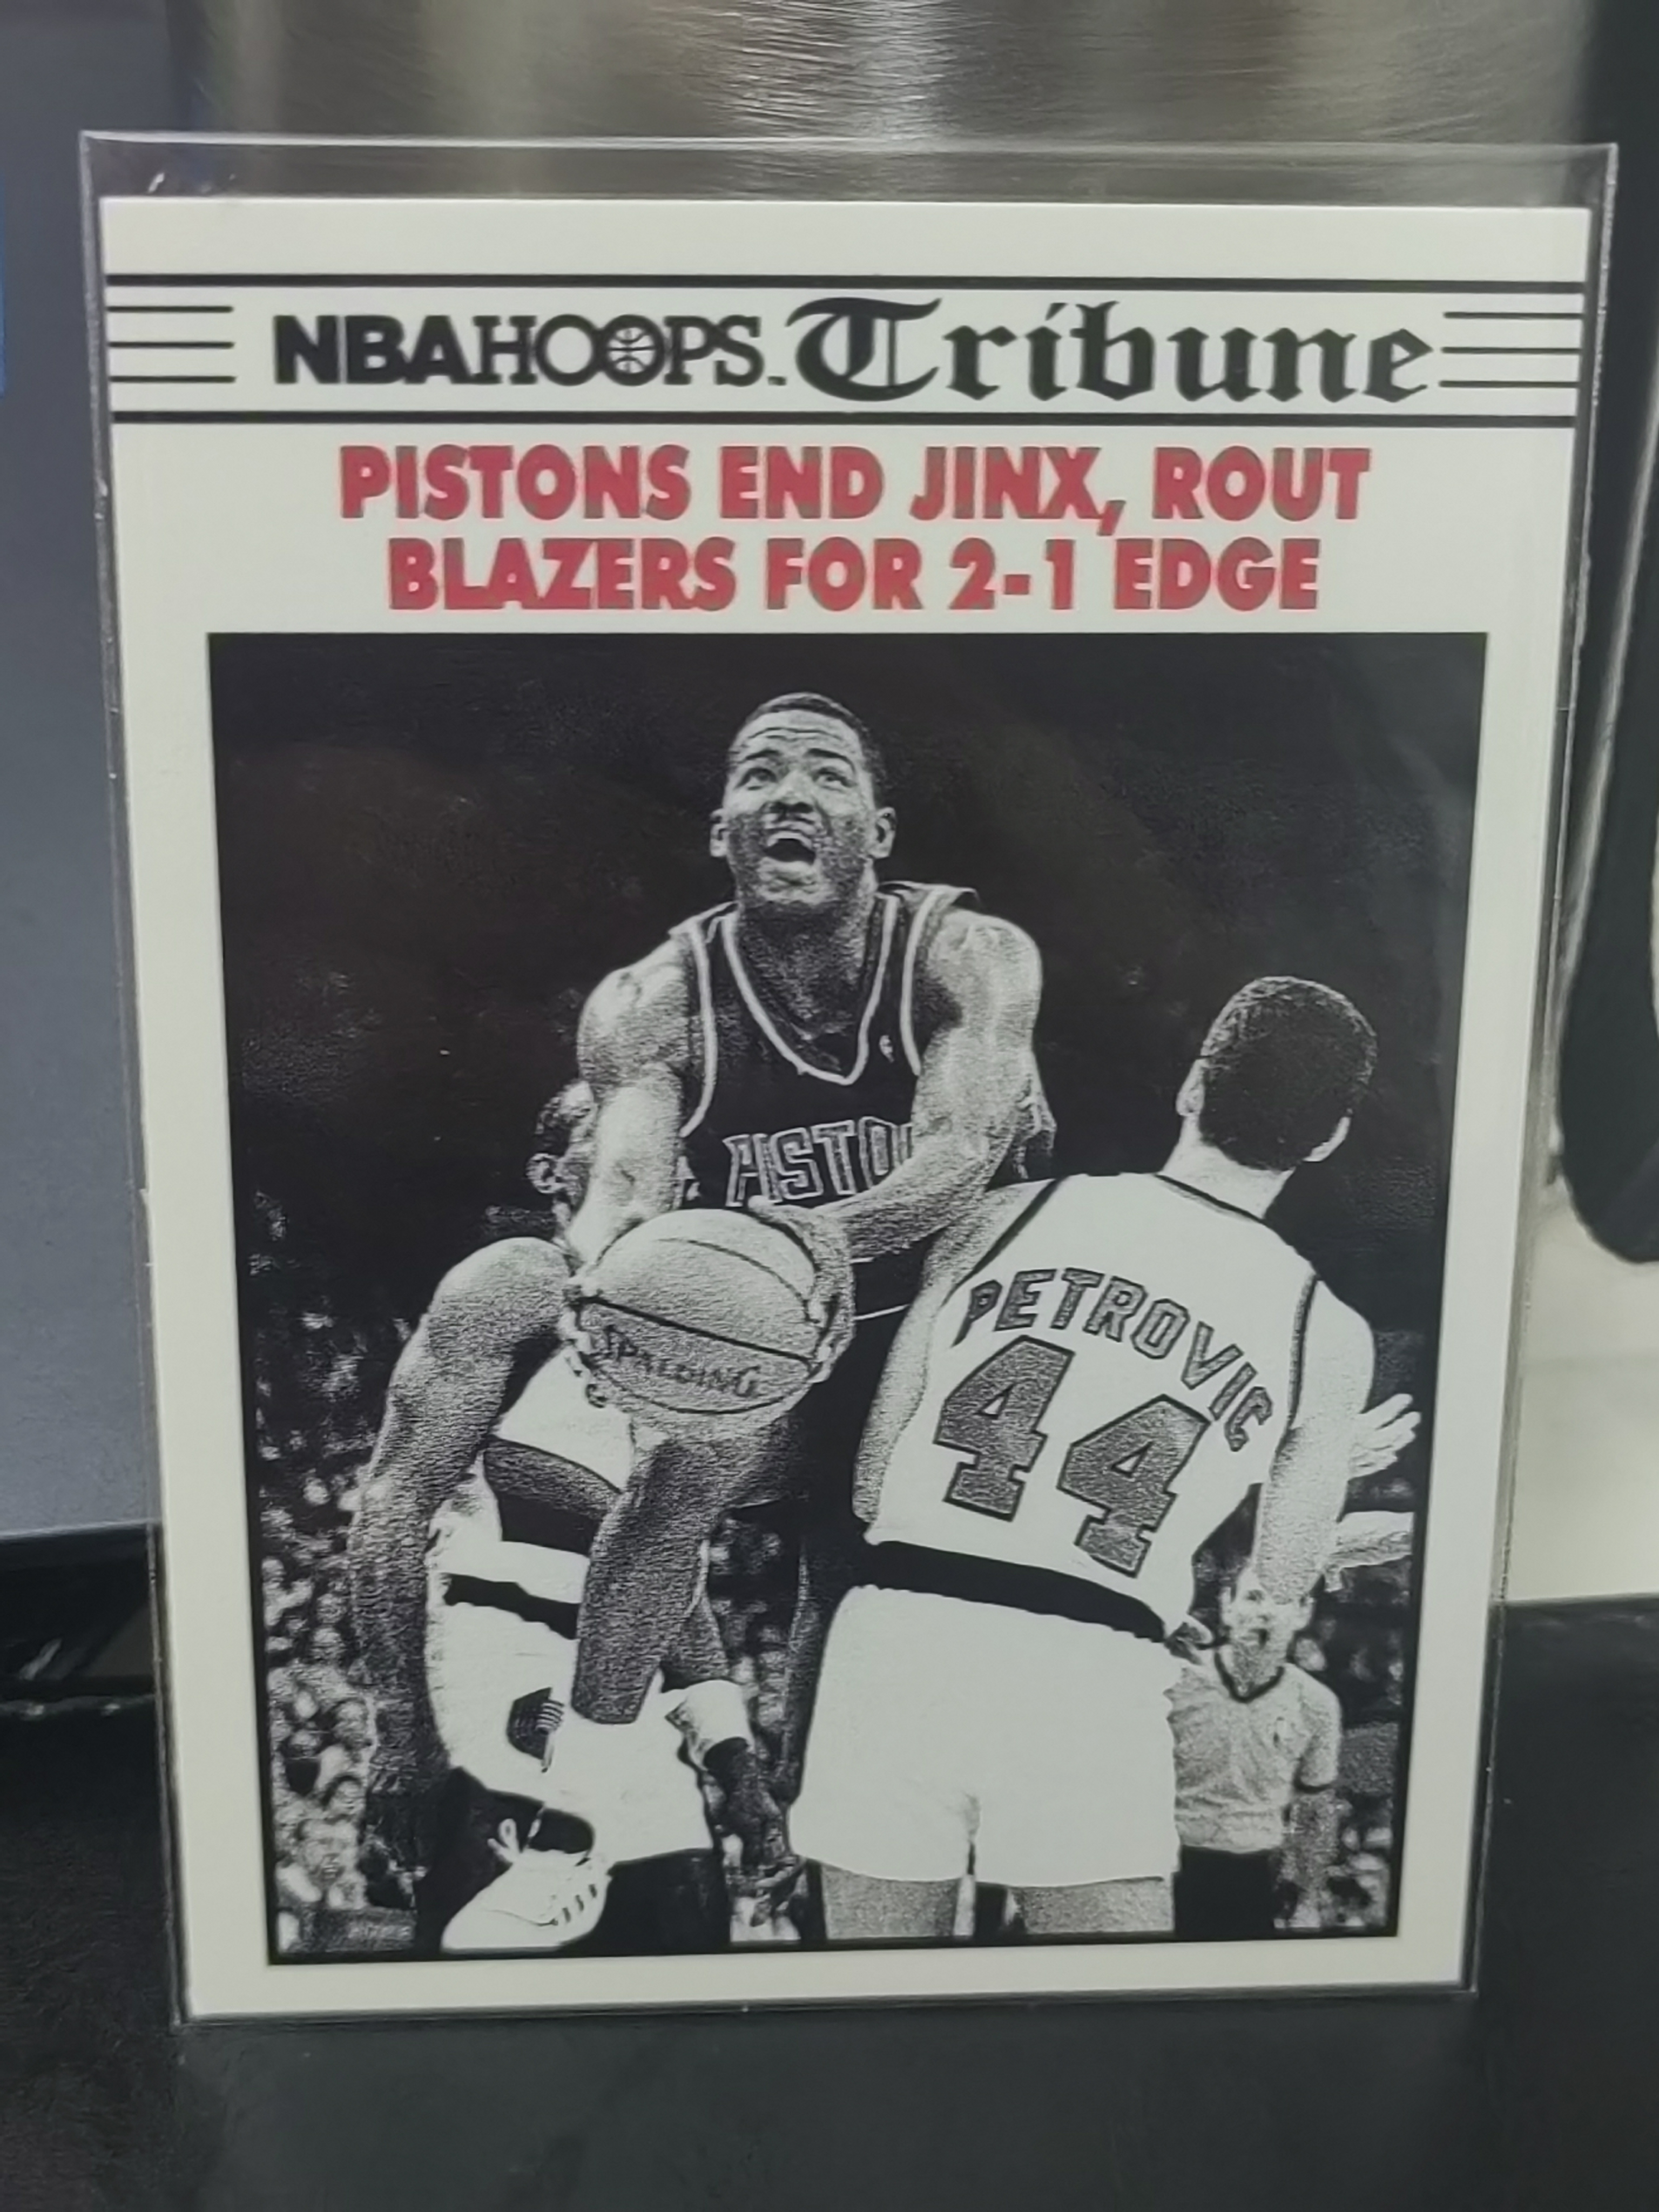 NBAHOOPS. Tribune
PISTONS END JINX, ROUT
BLAZERS FOR 2-1 EDGE
PISTO
SPALDING
PETROVIC
44